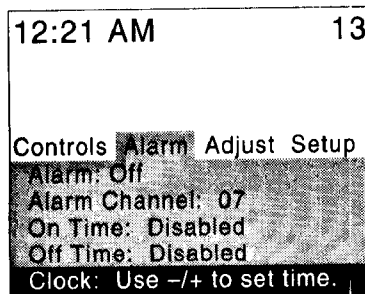 12:21 AM 13
Controls Alarm Adjust Setup
Alarm: Off
Alarm Channel: 07
On Time: Disabled
Off Time: Disabled
Clock: Use –/+ to set time.